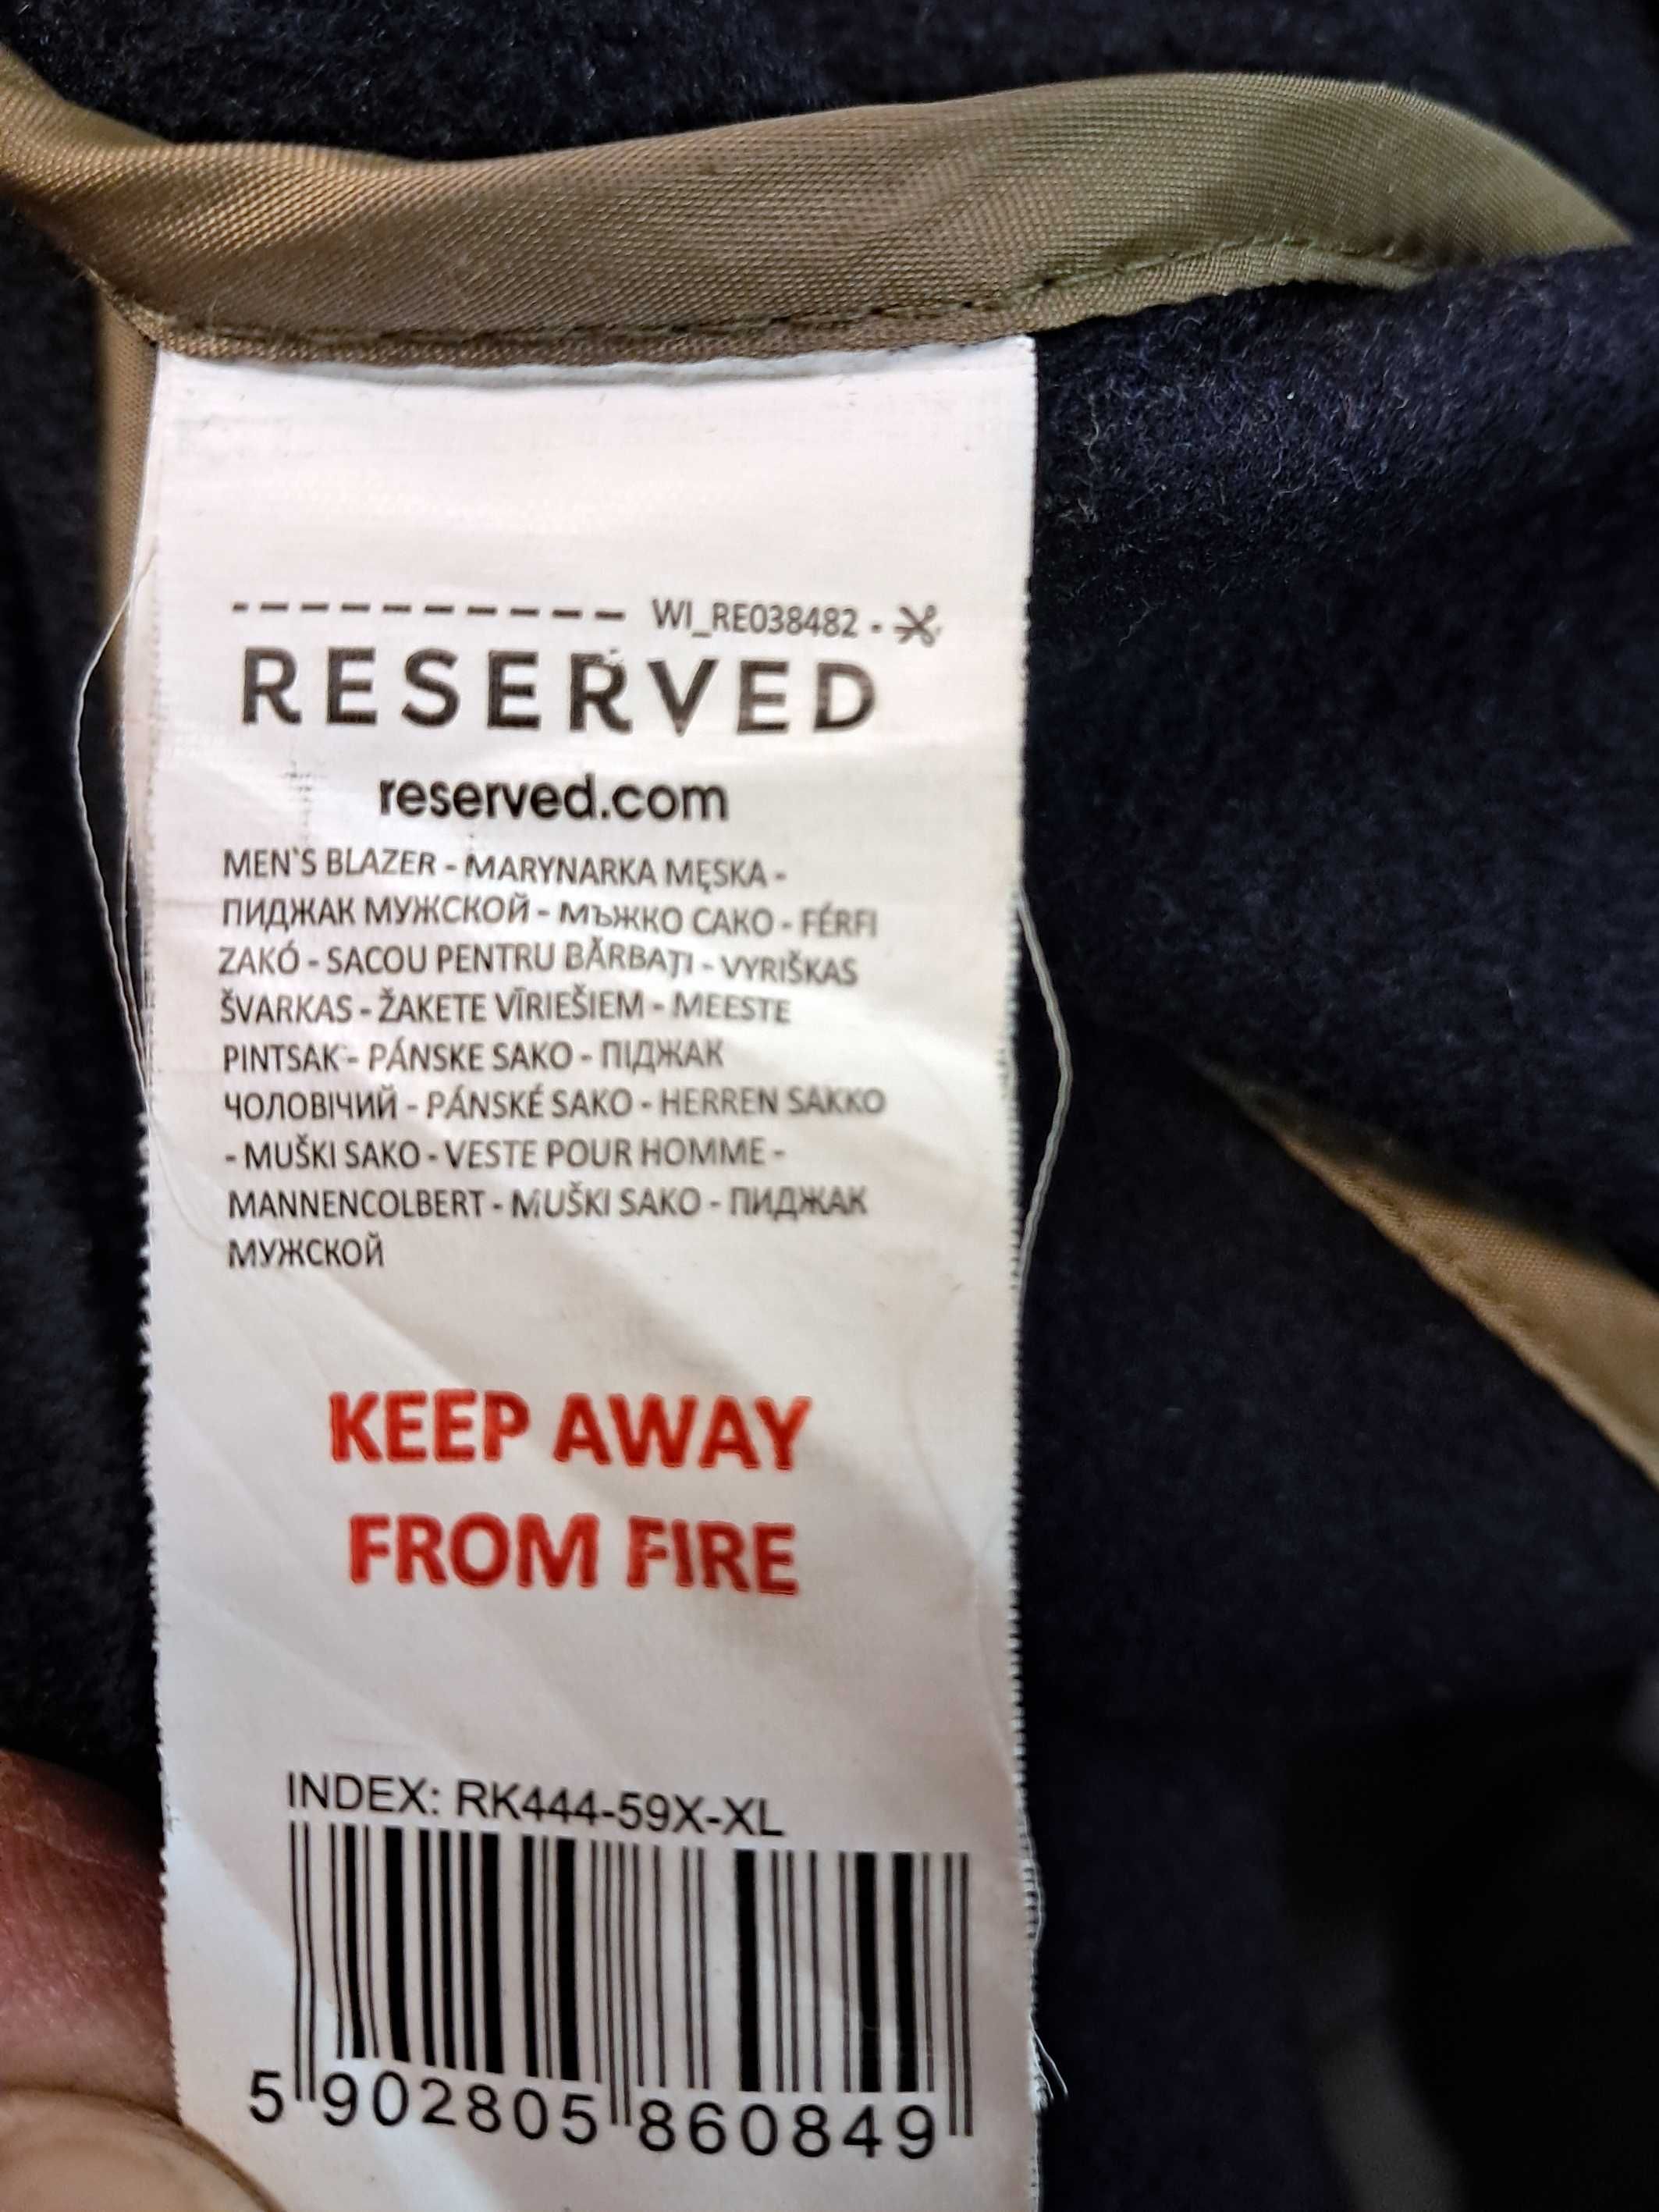 ----------- WI_RE038482 - ✂
RESERVED
reserved.com
MEN`S BLAZER - MARYNARKA MĘSKA -
ПИДЖАК МУЖСКОЙ - МЪЖКО САКО - FÉRFI
ZAKÓ - SACOU PENTRU BĂRBAŢI - VYRIŠKAS
ŠVARKAS - ŽAKETE VĪRIEŠIEM - MEESTE
PINTSAK - PÁNSKE SAKO - ПІДЖАК
ЧОЛОВІЧИЙ - PÁNSKÉ SAKO - HERREN SAKKO
- MUŠKI SAKO - VESTE POUR HOMME -
MANNENCOLBERT - MUŠKI SAKO - ПИДЖАК
МУЖСКОЙ
KEEP AWAY
FROM FIRE
INDEX: RK444-59X-XL
5 902805 860849